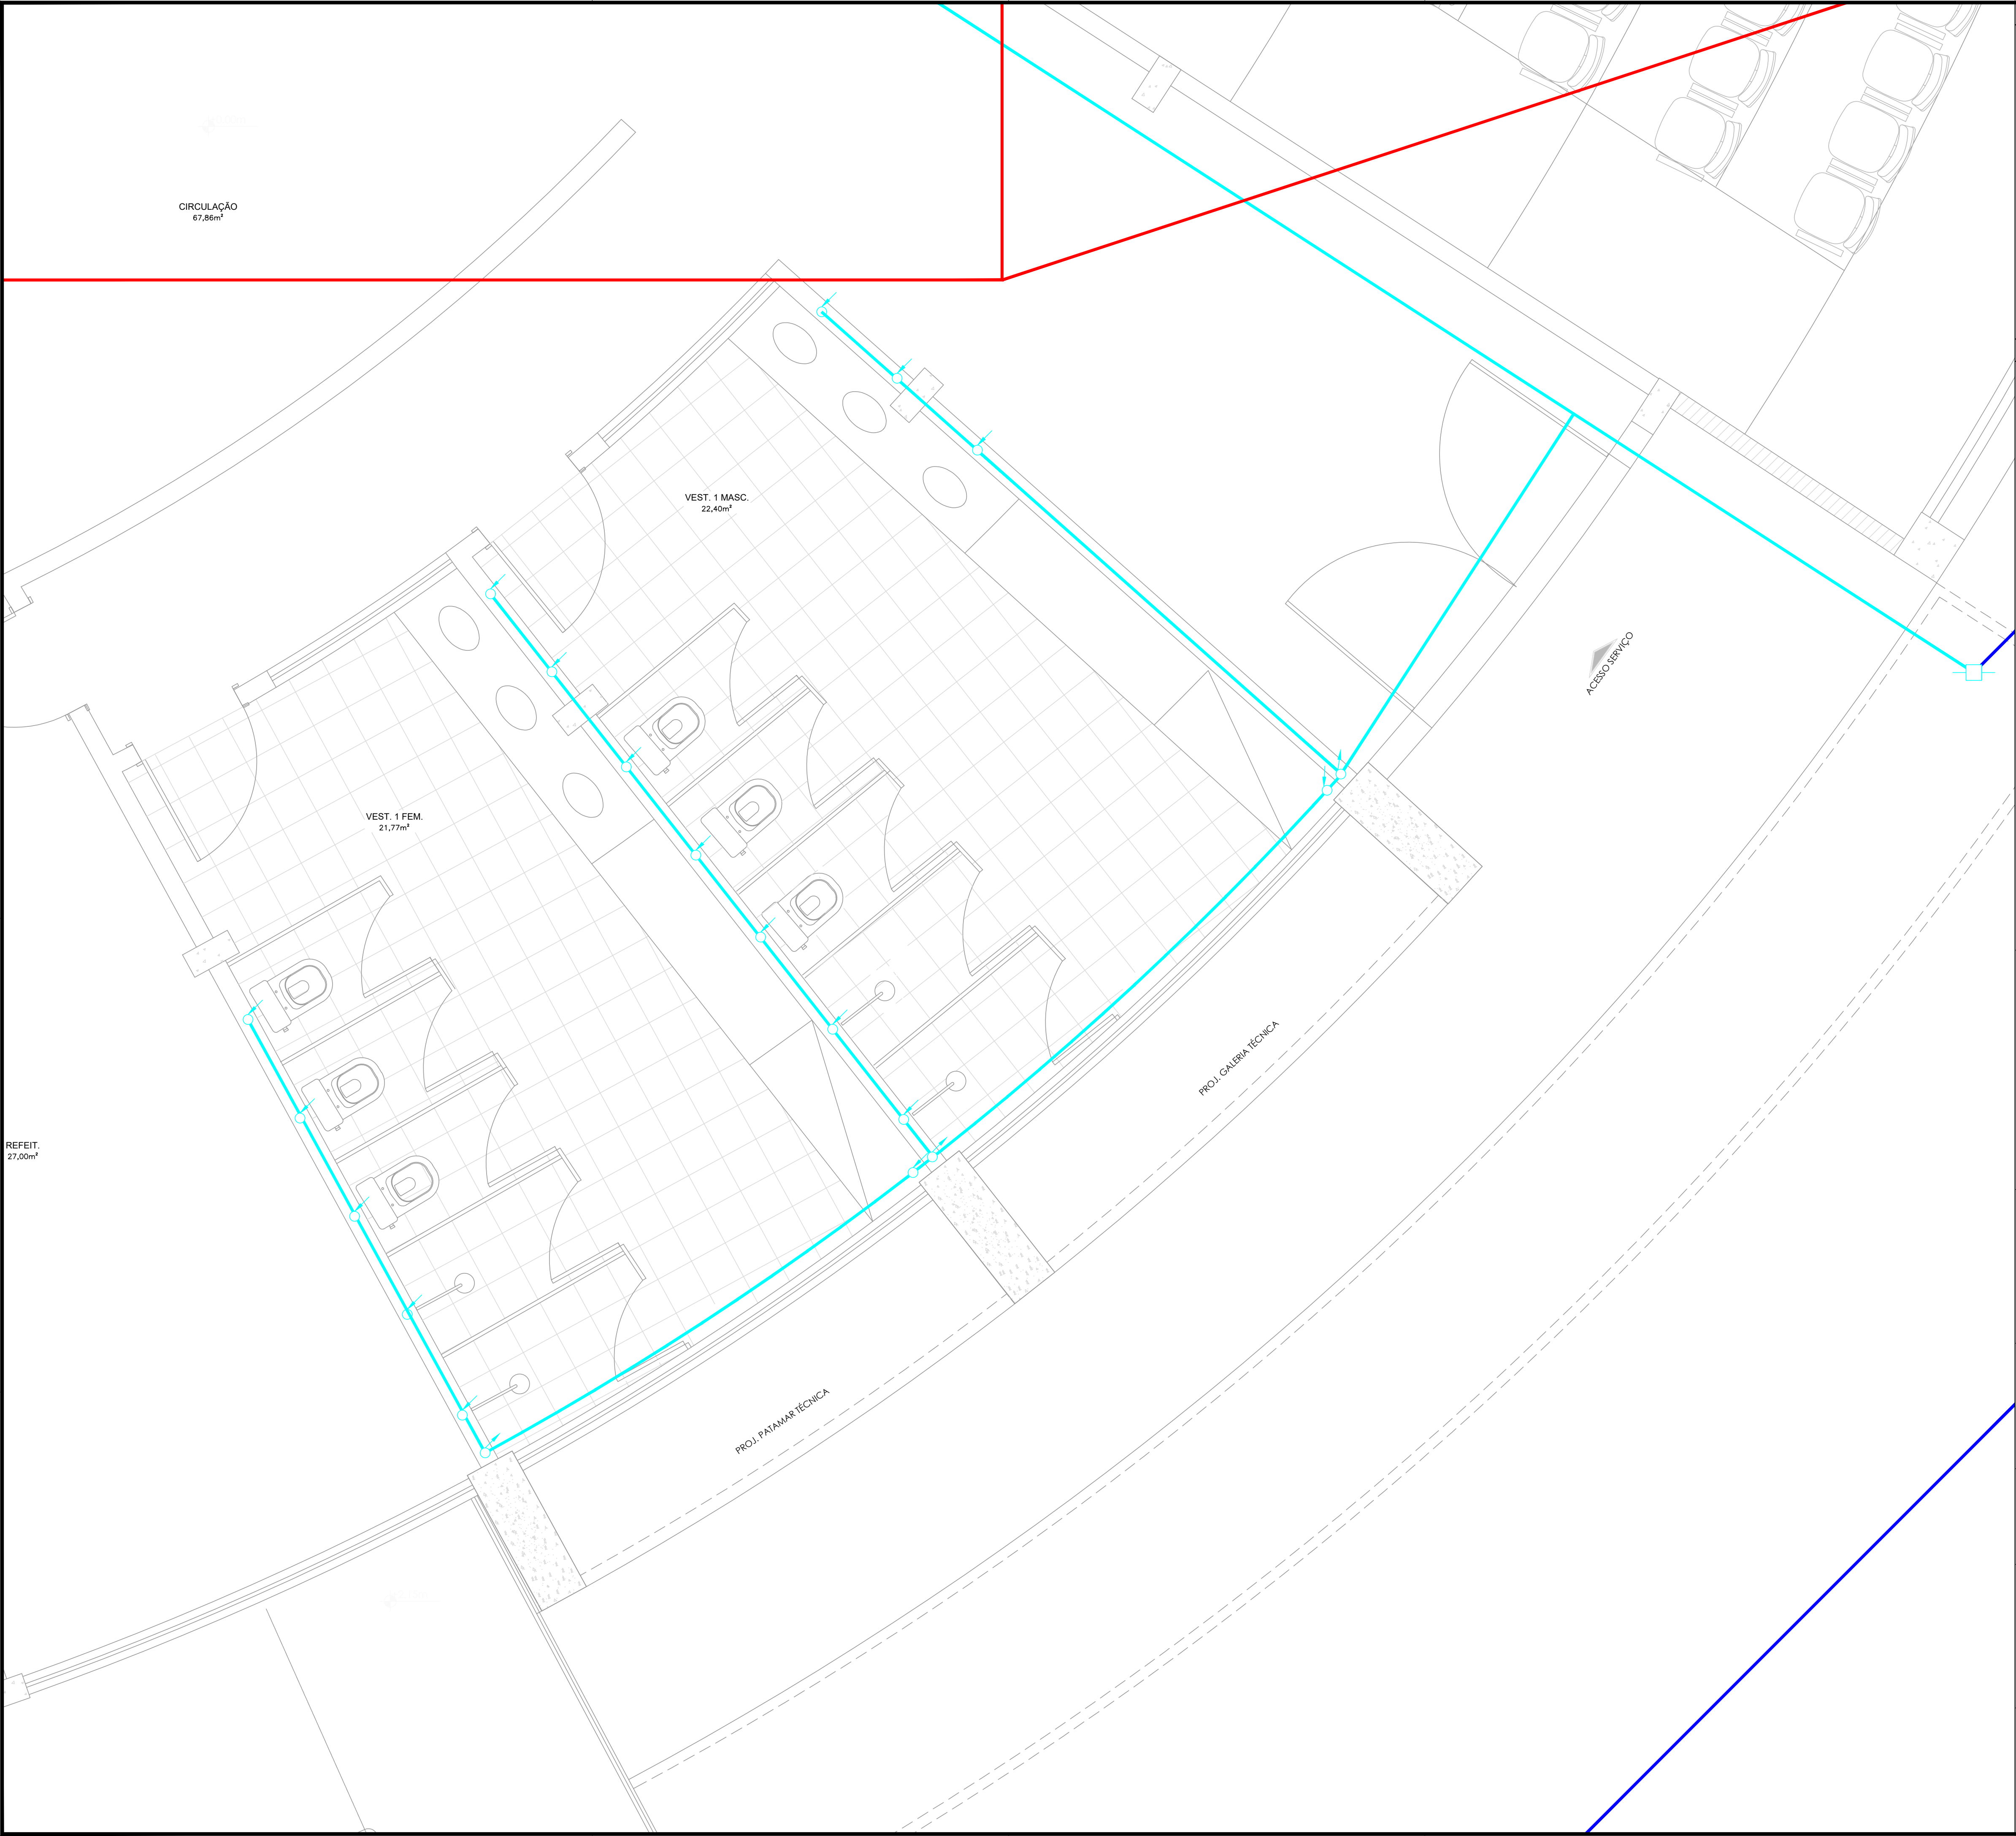 CIRCULAÇÃO
67,86m²
VEST. 1 MASC.
22,40m²
ACESSO SERVIÇO
VEST. 1 FEM.
21,77m²
PROJ. GALERIA TÉCNICA
REFEIT.
27,00m²
PROJ. PATAMAR TÉCNICA